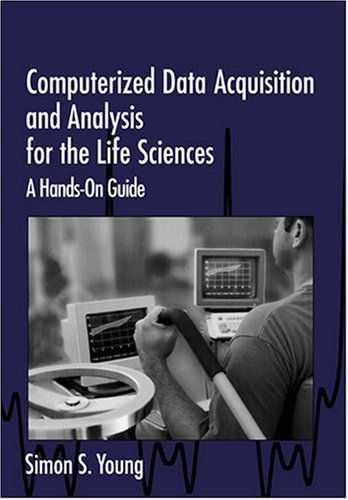 Computerized Data Acquisition
and Analysis
for the Life Sciences
A Hands-On Guide
Simon S. Young